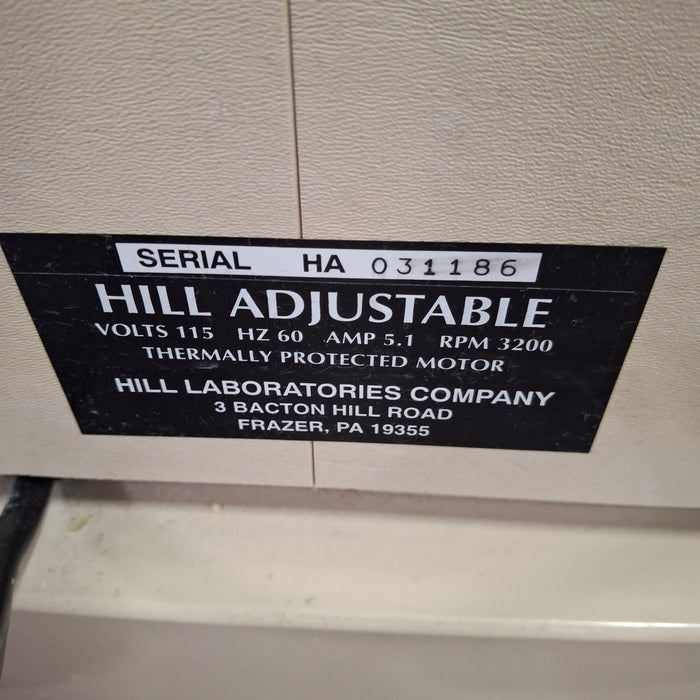 SERIAL HA 031186
HILL ADJUSTABLE
VOLTS 115 HZ 60 AMP 5.1 RPM 3200
THERMALLY PROTECTED MOTOR
HILL LABORATORIES COMPANY
3 BACTON HILL ROAD
FRAZER, PA 19355